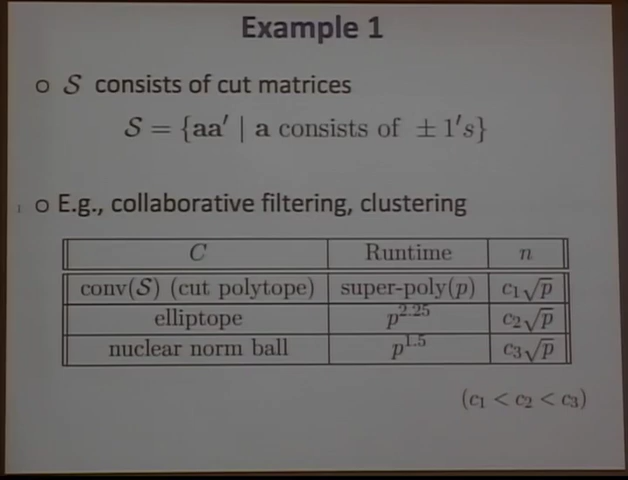 Example 1
o S consists of cut matrices
S = {aa′ | a consists of ± 1′s}
o E.g., collaborative filtering, clustering
C Runtime n
conv(S) (cut polytope) super-poly(p) c₁√p
elliptope p^2.25 c₂√p
nuclear norm ball p^1.5 c₃√p
(c₁ < c₂ < c₃)